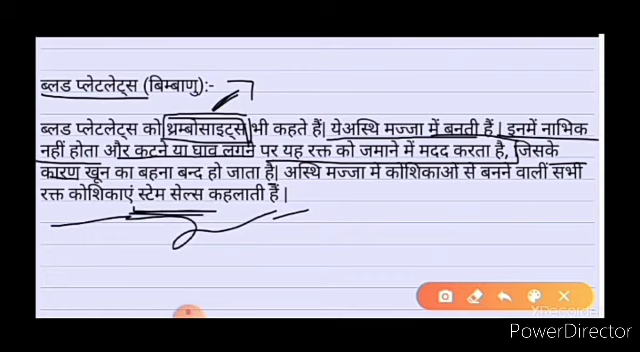 ब्लड प्लेटलेट्स (बिम्बाणु):-
ब्लड प्लेटलेट्स को थ्रम्बोसाइट्स भी कहते हैं| येअस्थि मज्जा में बनती हैं | इनमें नाभिक
नहीं होता और कटने या घाव लगने पर यह रक्त को जमाने में मदद करता है, जिसके
कारण खून का बहना बन्द हो जाता है| अस्थि मज्जा में कोशिकाओ से बनने वालीं सभी
रक्त कोशिकाएं स्टेम सेल्स कहलाती हैं |
XRecorder
PowerDirector